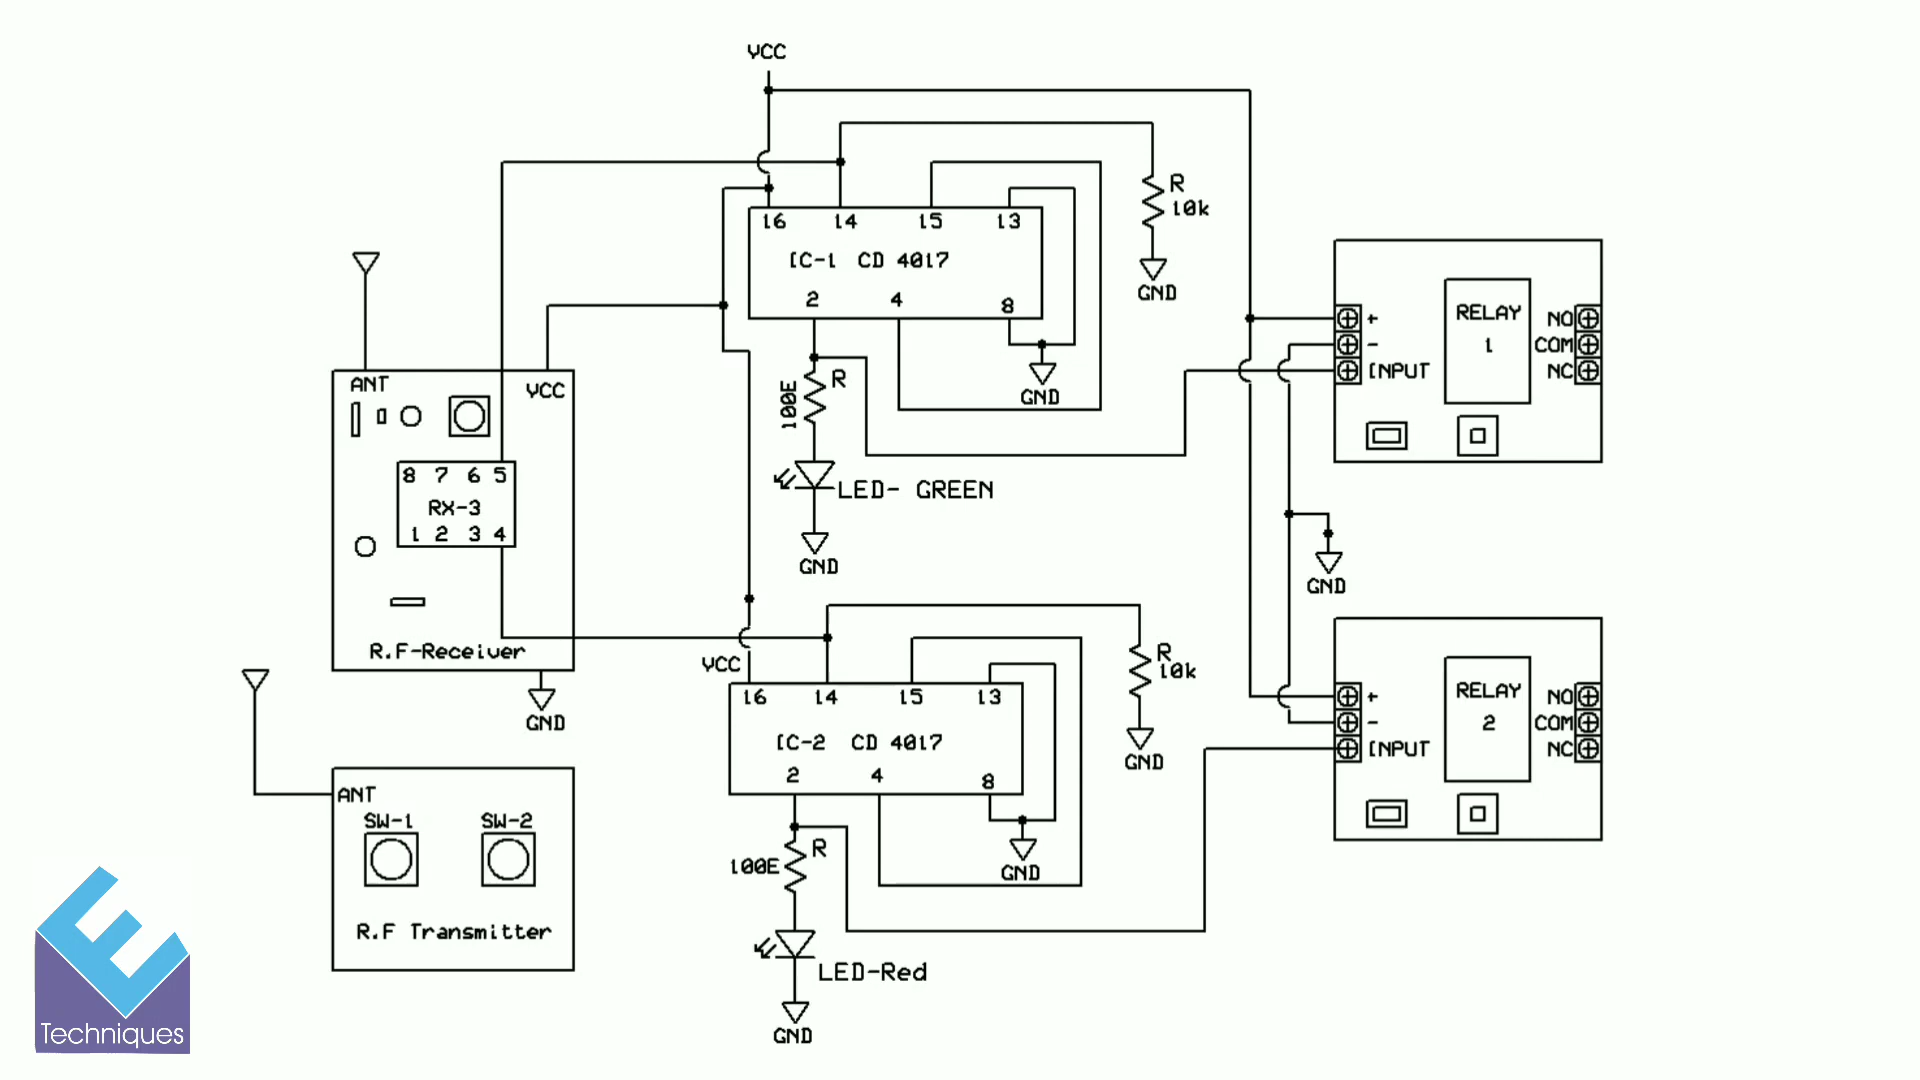 VCC
R
10k
GND
16 14 15 13
IC-1 CD 4017
2 4 8
GND
R
100E
LED- GREEN
GND
ANT
VCC
8 7 6 5
RX-3
1 2 3 4
R.F-Receiver
GND
ANT
SW-1 SW-2
R.F Transmitter
VCC
R
10k
GND
16 14 15 13
IC-2 CD 4017
2 4 8
GND
R
100E
LED-Red
GND
+
-
INPUT
RELAY
1
NO
COM
NC
GND
+
-
INPUT
RELAY
2
NO
COM
NC
E
Techniques